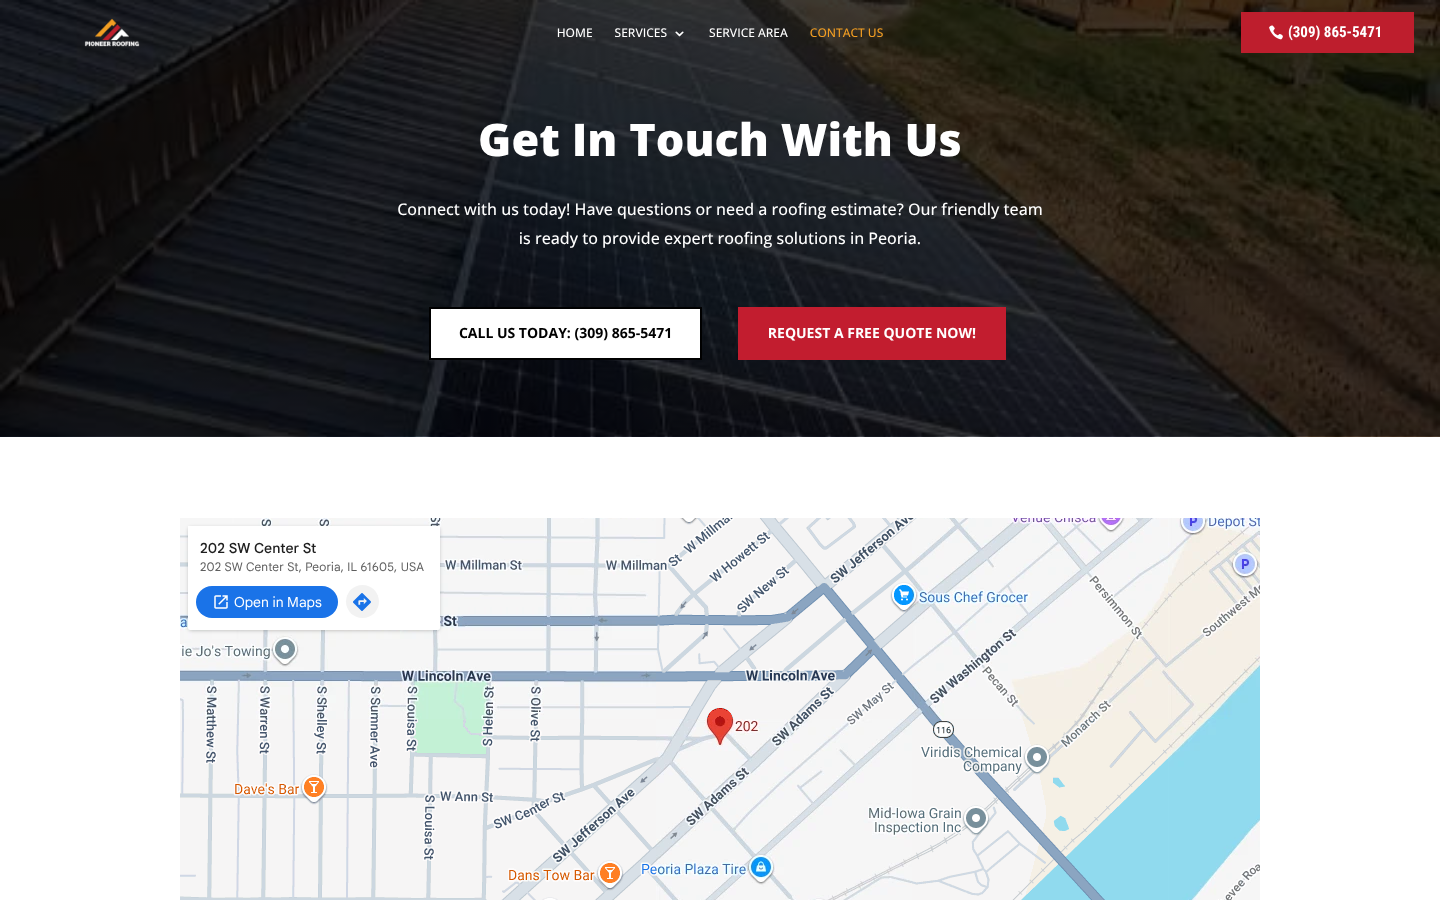 PIONEER ROOFING
HOME
SERVICES
SERVICE AREA
CONTACT US
(309) 865-5471
Get In Touch With Us
Connect with us today! Have questions or need a roofing estimate? Our friendly team
is ready to provide expert roofing solutions in Peoria.
CALL US TODAY: (309) 865-5471
REQUEST A FREE QUOTE NOW!
202 SW Center St
202 SW Center St, Peoria, IL 61605, USA
Open in Maps
W Millman St
W Millman St
W Millman
W Howett St
SW New St
SW Jefferson Ave
Venue Chisca
P
Depot St
P
Sous Chef Grocer
Persimmon St
Southwest
St
ie Jo's Towing
W Lincoln Ave
W Lincoln Ave
SW Washington St
Pecan St
S Matthew St
S Warren St
S Shelley St
S Sumner Ave
S Louisa St
S Helen St
S Olive St
202
SW Adams St
SW May St
Monarch St
116
Viridis Chemical
Company
Dave's Bar
W Ann St
SW Center St
S Louisa St
SW Jefferson Ave
SW Adams St
Mid-Iowa Grain
Inspection Inc
Dans Tow Bar
Peoria Plaza Tire
evee Roa